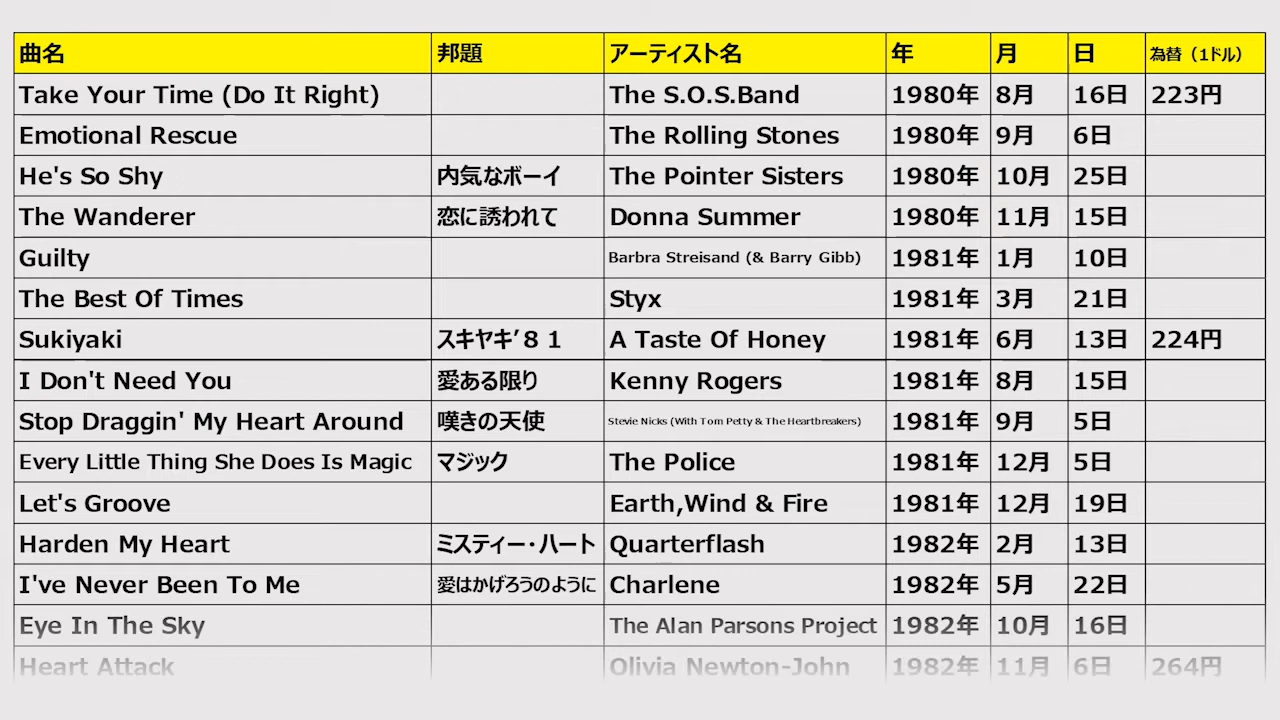 曲名 邦題 アーティスト名 年 月 日 為替（1ドル）
Take Your Time (Do It Right) The S.O.S.Band 1980年 8月 16日 223円
Emotional Rescue The Rolling Stones 1980年 9月 6日
He's So Shy 内気なボーイ The Pointer Sisters 1980年 10月 25日
The Wanderer 恋に誘われて Donna Summer 1980年 11月 15日
Guilty Barbra Streisand (& Barry Gibb) 1981年 1月 10日
The Best Of Times Styx 1981年 3月 21日
Sukiyaki スキヤキ’８１ A Taste Of Honey 1981年 6月 13日 224円
I Don't Need You 愛ある限り Kenny Rogers 1981年 8月 15日
Stop Draggin' My Heart Around 嘆きの天使 Stevie Nicks (With Tom Petty & The Heartbreakers) 1981年 9月 5日
Every Little Thing She Does Is Magic マジック The Police 1981年 12月 5日
Let's Groove Earth,Wind & Fire 1981年 12月 19日
Harden My Heart ミスティー・ハート Quarterflash 1982年 2月 13日
I've Never Been To Me 愛はかげろうのように Charlene 1982年 5月 22日
Eye In The Sky The Alan Parsons Project 1982年 10月 16日
Heart Attack Olivia Newton-John 1982年 11月 6日 264円